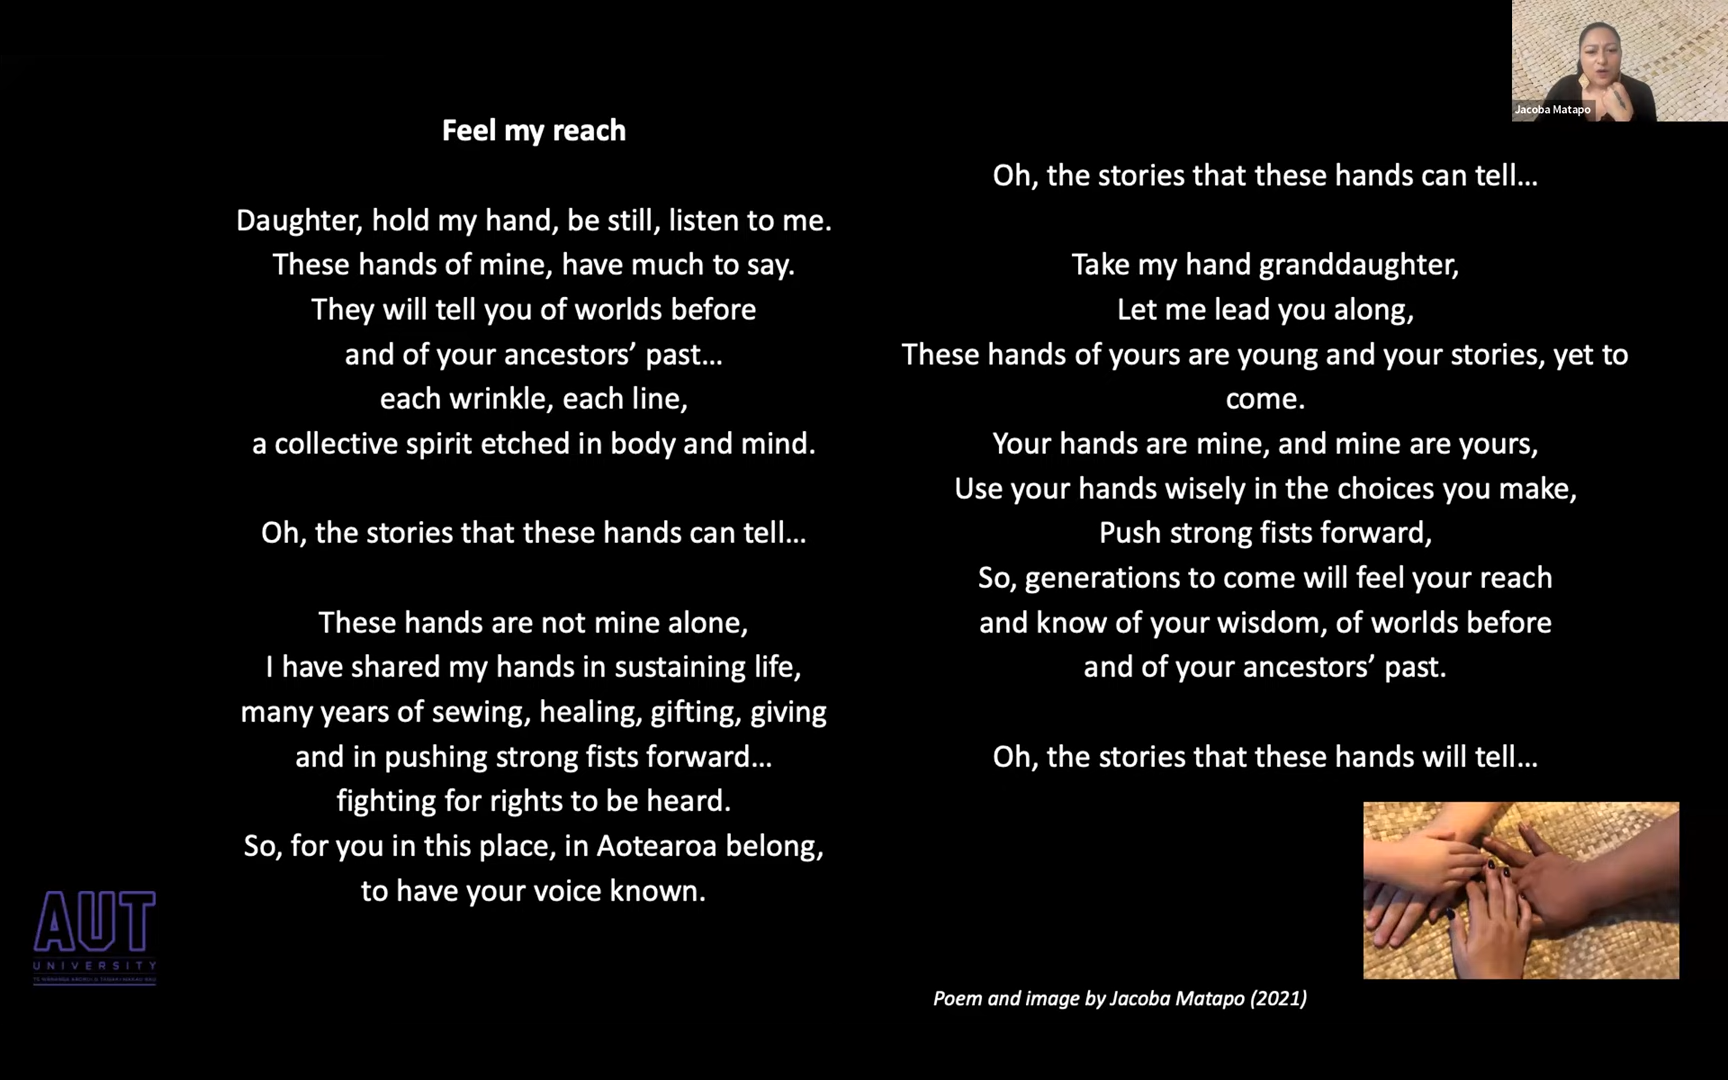 Jacoba Matapo
Feel my reach
Daughter, hold my hand, be still, listen to me.
These hands of mine, have much to say.
They will tell you of worlds before
and of your ancestors’ past...
each wrinkle, each line,
a collective spirit etched in body and mind.
Oh, the stories that these hands can tell...
These hands are not mine alone,
I have shared my hands in sustaining life,
many years of sewing, healing, gifting, giving
and in pushing strong fists forward...
fighting for rights to be heard.
So, for you in this place, in Aotearoa belong,
to have your voice known.
Oh, the stories that these hands can tell...
Take my hand granddaughter,
Let me lead you along,
These hands of yours are young and your stories, yet to
come.
Your hands are mine, and mine are yours,
Use your hands wisely in the choices you make,
Push strong fists forward,
So, generations to come will feel your reach
and know of your wisdom, of worlds before
and of your ancestors’ past.
Oh, the stories that these hands will tell...
AUT
UNIVERSITY
Poem and image by Jacoba Matapo (2021)